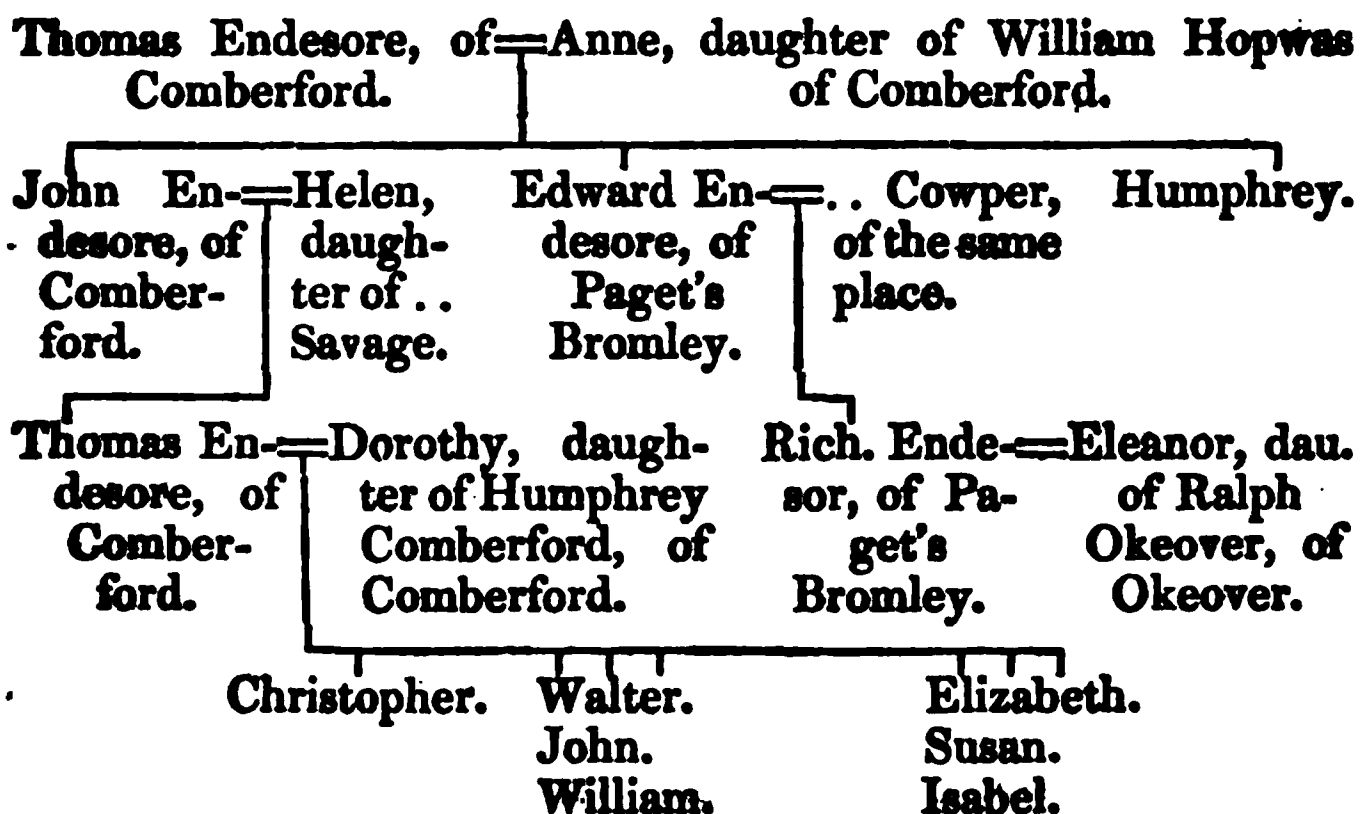 Thomas Endesore, of = Anne, daughter of William Hopwas
Comberford. of Comberford.
John En- = Helen, Edward En- = . . Cowper, Humphrey.
desore, of daugh- desore, of of the same
Comber- ter of . . Paget's place.
ford. Savage. Bromley.
Thomas En- = Dorothy, daugh- Rich. Ende- = Eleanor, dau.
desore, of ter of Humphrey sor, of Pa- of Ralph
Comber- Comberford, of get's Okeover, of
ford. Comberford. Bromley. Okeover.
Christopher. Walter. Elizabeth.
John. Susan.
William. Isabel.